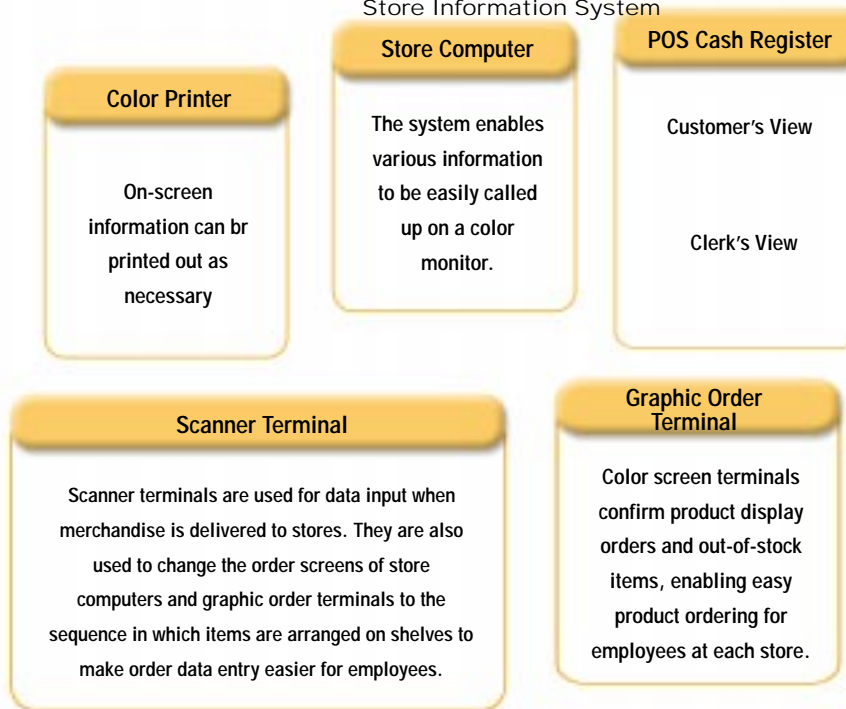 Store Information System
Color Printer
On-screen
information can br
printed out as
necessary
Store Computer
The system enables
various information
to be easily called
up on a color
monitor.
POS Cash Register
Customer's View
Clerk's View
Scanner Terminal
Scanner terminals are used for data input when
merchandise is delivered to stores. They are also
used to change the order screens of store
computers and graphic order terminals to the
sequence in which items are arranged on shelves to
make order data entry easier for employees.
Graphic Order
Terminal
Color screen terminals
confirm product display
orders and out-of-stock
items, enabling easy
product ordering for
employees at each store.